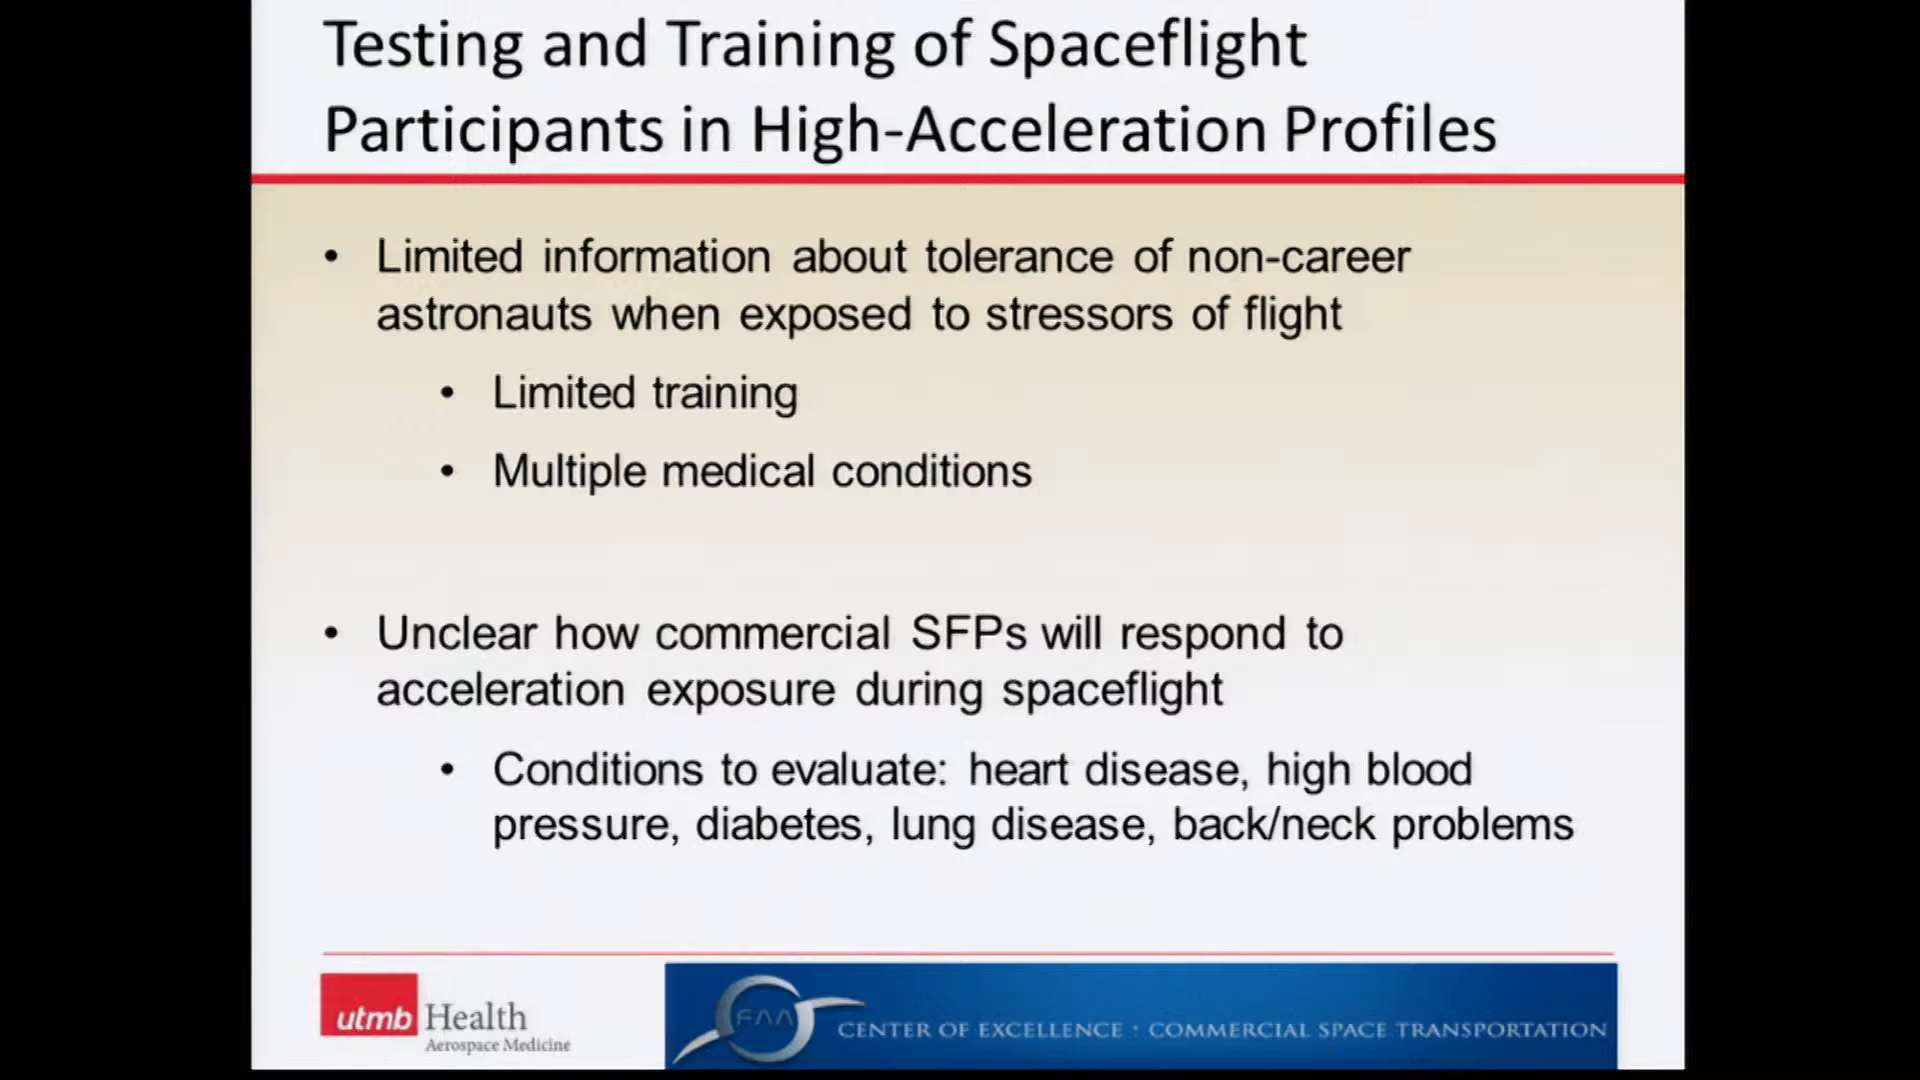 Testing and Training of Spaceflight
Participants in High-Acceleration Profiles
• Limited information about tolerance of non-career
astronauts when exposed to stressors of flight
• Limited training
• Multiple medical conditions
• Unclear how commercial SFPs will respond to
acceleration exposure during spaceflight
• Conditions to evaluate: heart disease, high blood
pressure, diabetes, lung disease, back/neck problems
utmb Health
Aerospace Medicine
FAA
CENTER OF EXCELLENCE · COMMERCIAL SPACE TRANSPORTATION